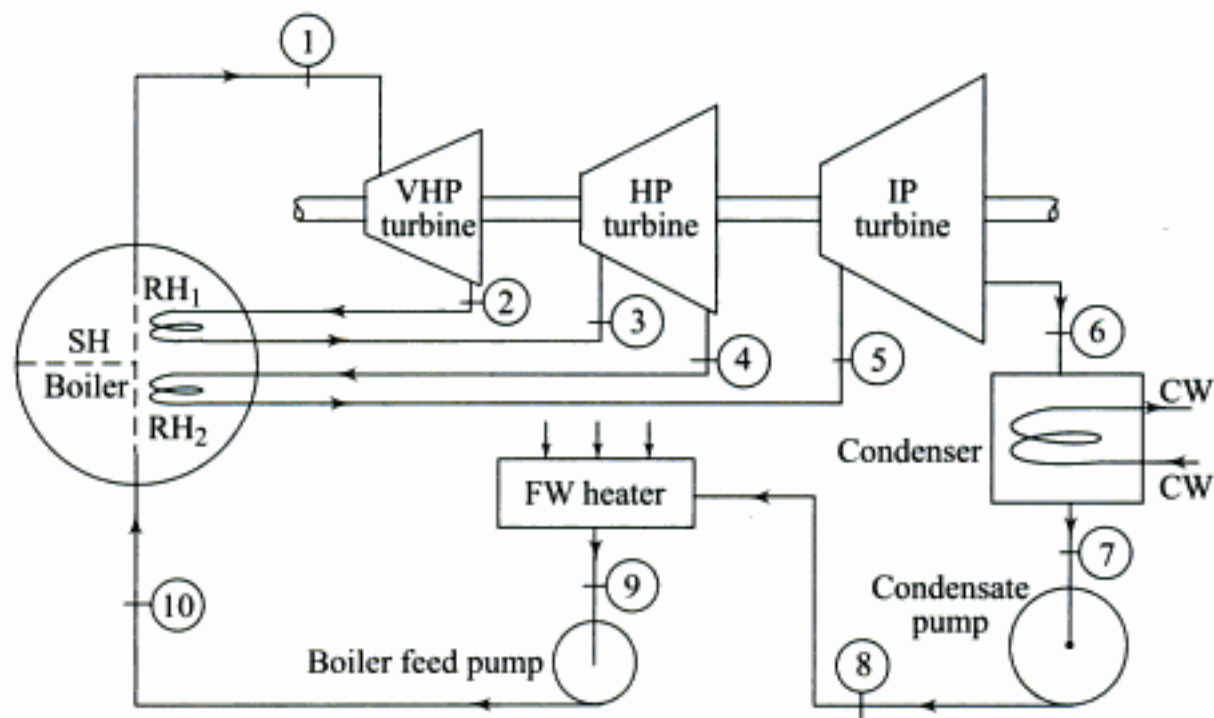 1
VHP
turbine
HP
turbine
IP
turbine
RH1
2
3
6
SH
4
5
Boiler
RH2
CW
Condenser
CW
FW heater
7
9
10
Condensate
pump
Boiler feed pump
8